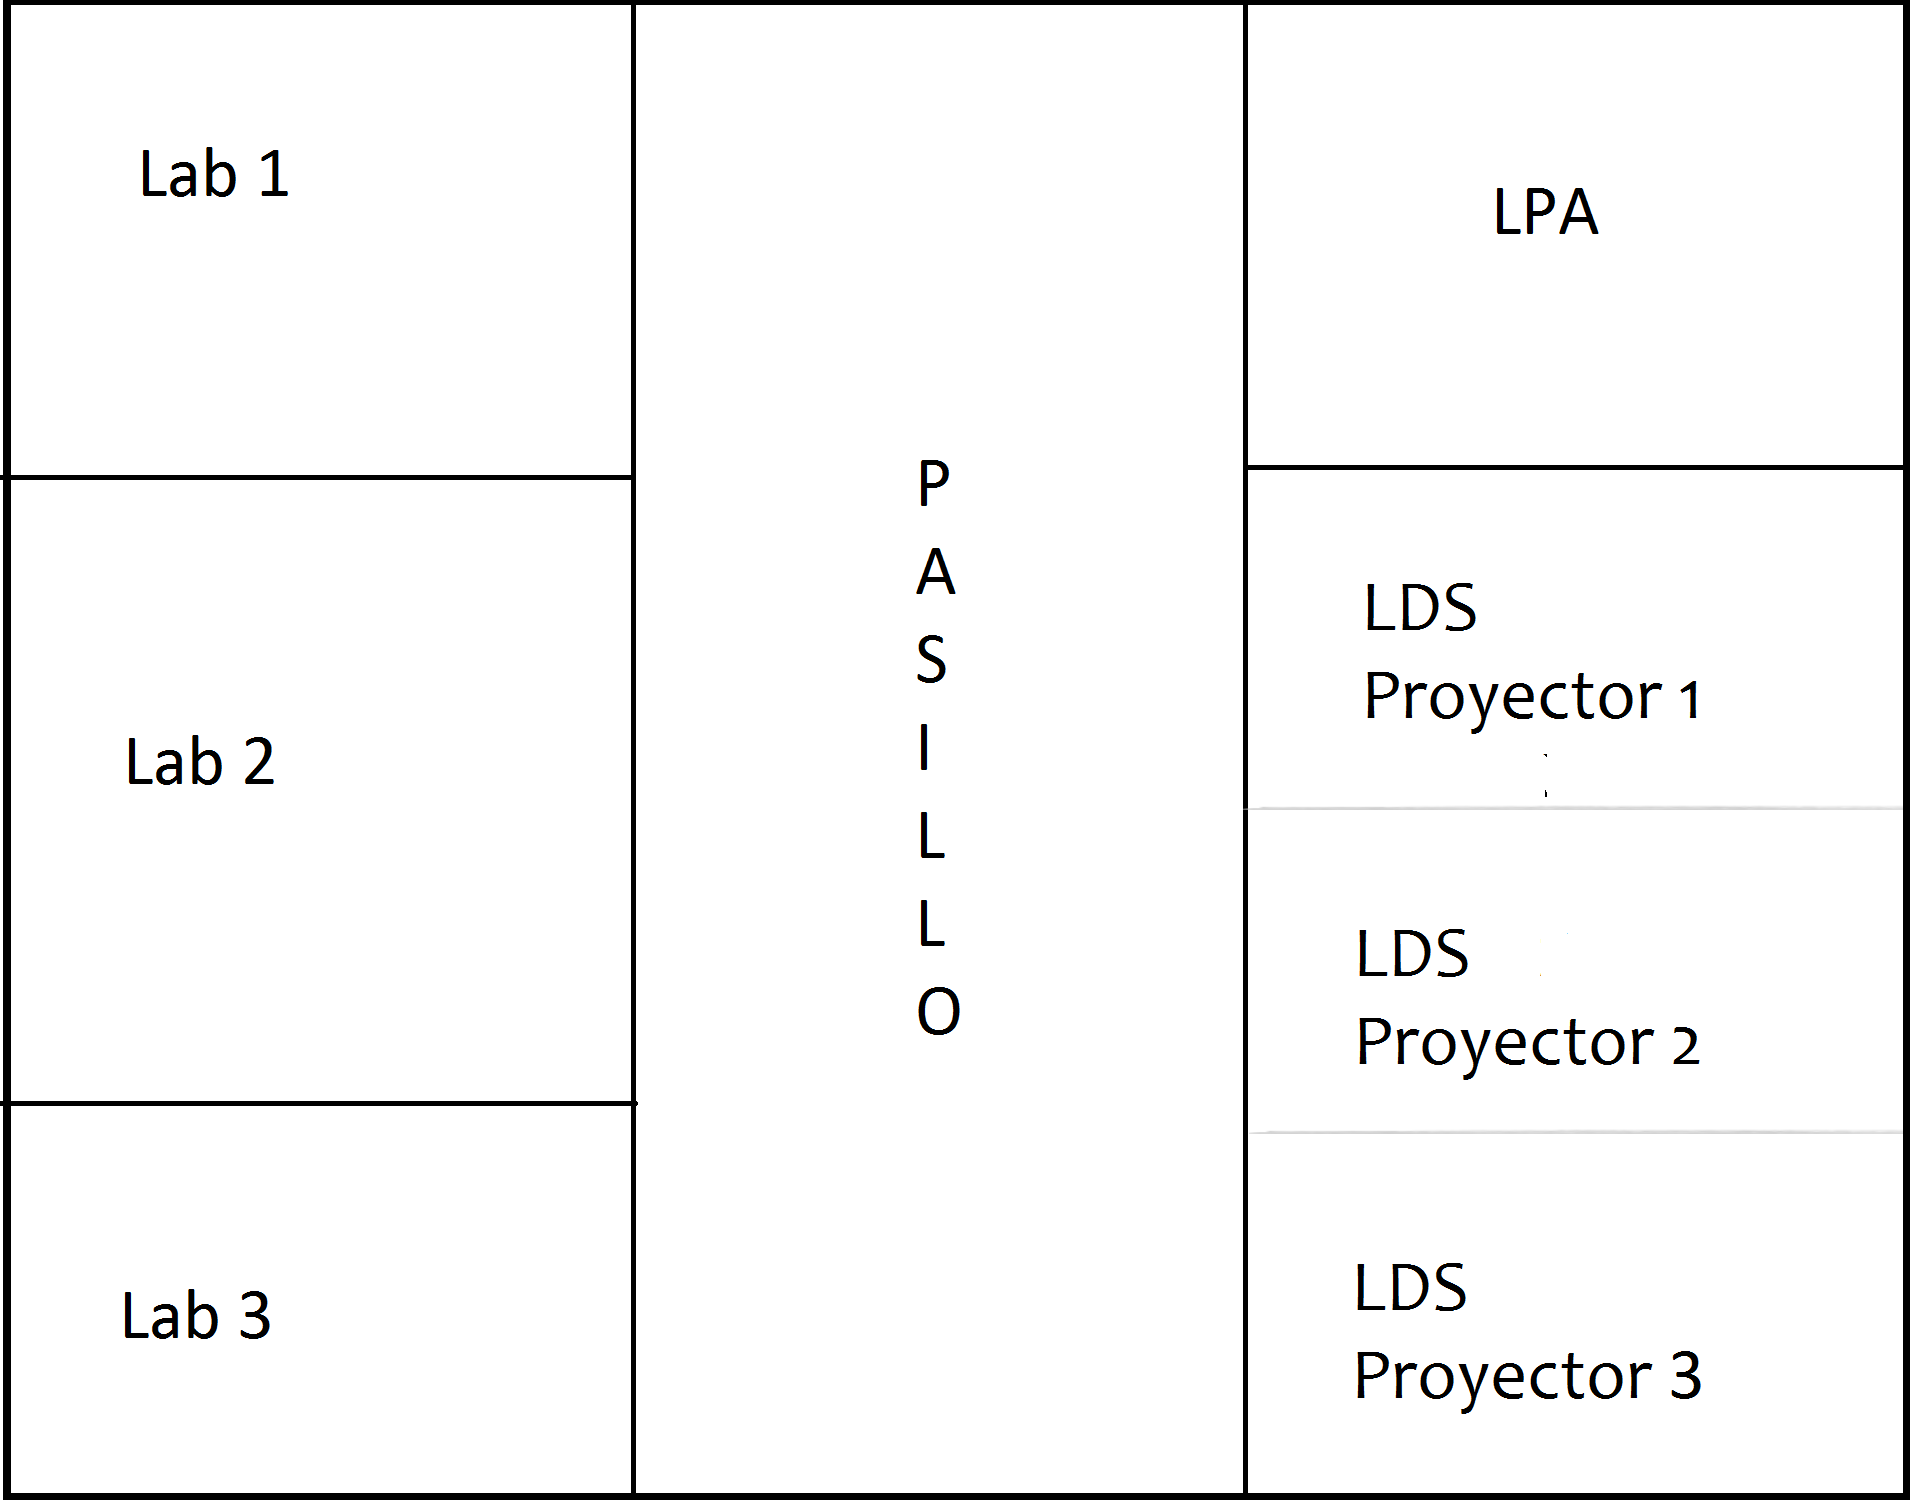 Lab 1
Lab 2
Lab 3
P
A
S
I
L
L
O
LPA
LDS
Proyector 1
LDS
Proyector 2
LDS
Proyector 3